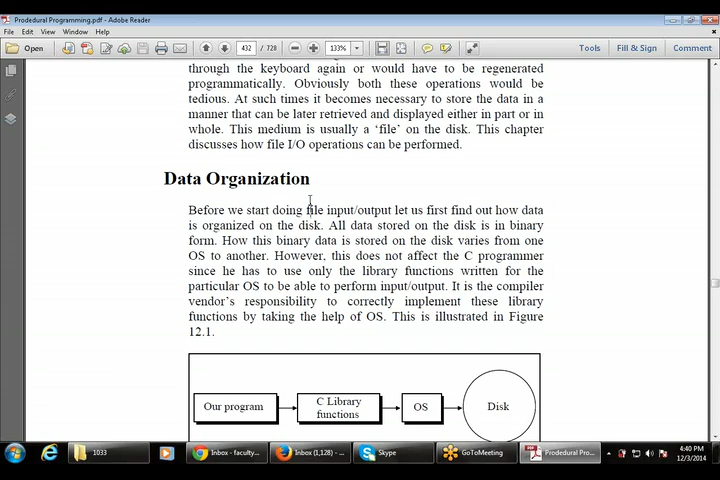 Prodedural Programming.pdf - Adobe Reader
File Edit View Window Help
Open 432 / 728 133% Tools Fill & Sign Comment
through the keyboard again or would have to be regenerated
programmatically. Obviously both these operations would be
tedious. At such times it becomes necessary to store the data in a
manner that can be later retrieved and displayed either in part or in
whole. This medium is usually a ‘file’ on the disk. This chapter
discusses how file I/O operations can be performed.
Data Organization
Before we start doing file input/output let us first find out how data
is organized on the disk. All data stored on the disk is in binary
form. How this binary data is stored on the disk varies from one
OS to another. However, this does not affect the C programmer
since he has to use only the library functions written for the
particular OS to be able to perform input/output. It is the compiler
vendor’s responsibility to correctly implement these library
functions by taking the help of OS. This is illustrated in Figure
12.1.
Our program
C Library
functions
OS
Disk
1033
Inbox - faculty...
Inbox (1,128) - ...
Skype
GoToMeeting
Prodedural Pro...
4:40 PM
12/3/2014